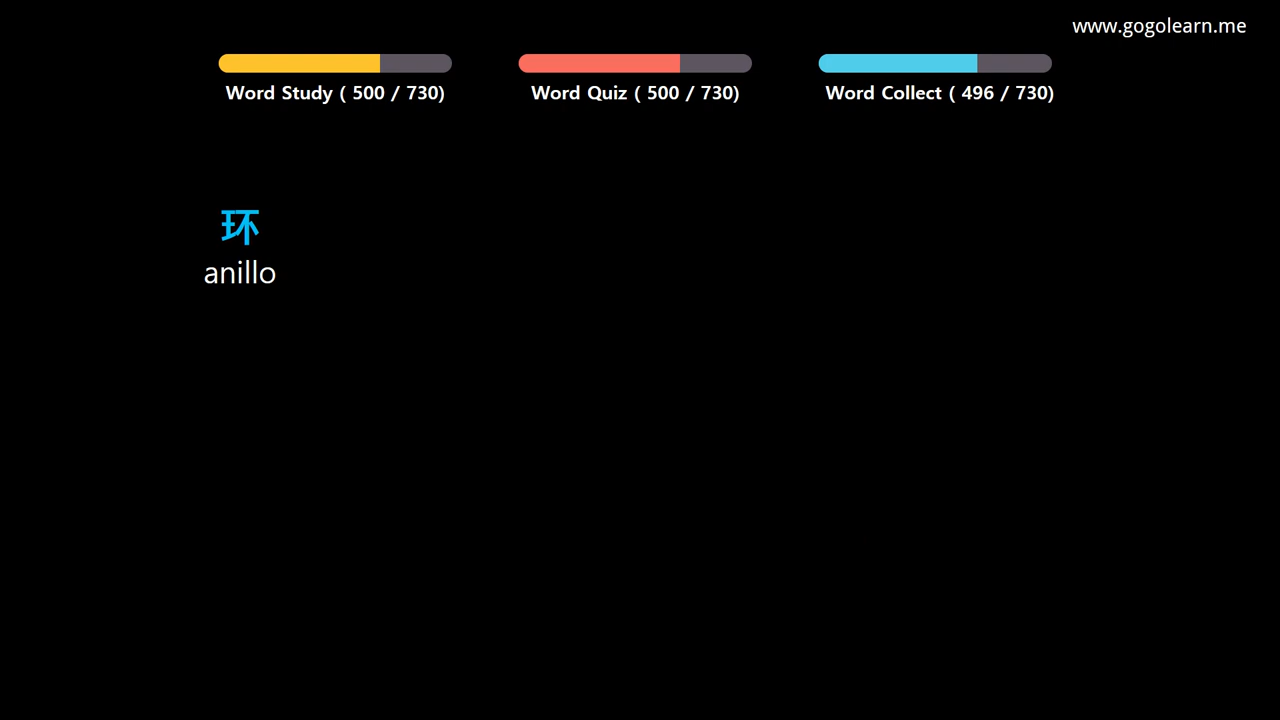 www.gogolearn.me
Word Study ( 500 / 730)
Word Quiz ( 500 / 730)
Word Collect ( 496 / 730)
环
anillo